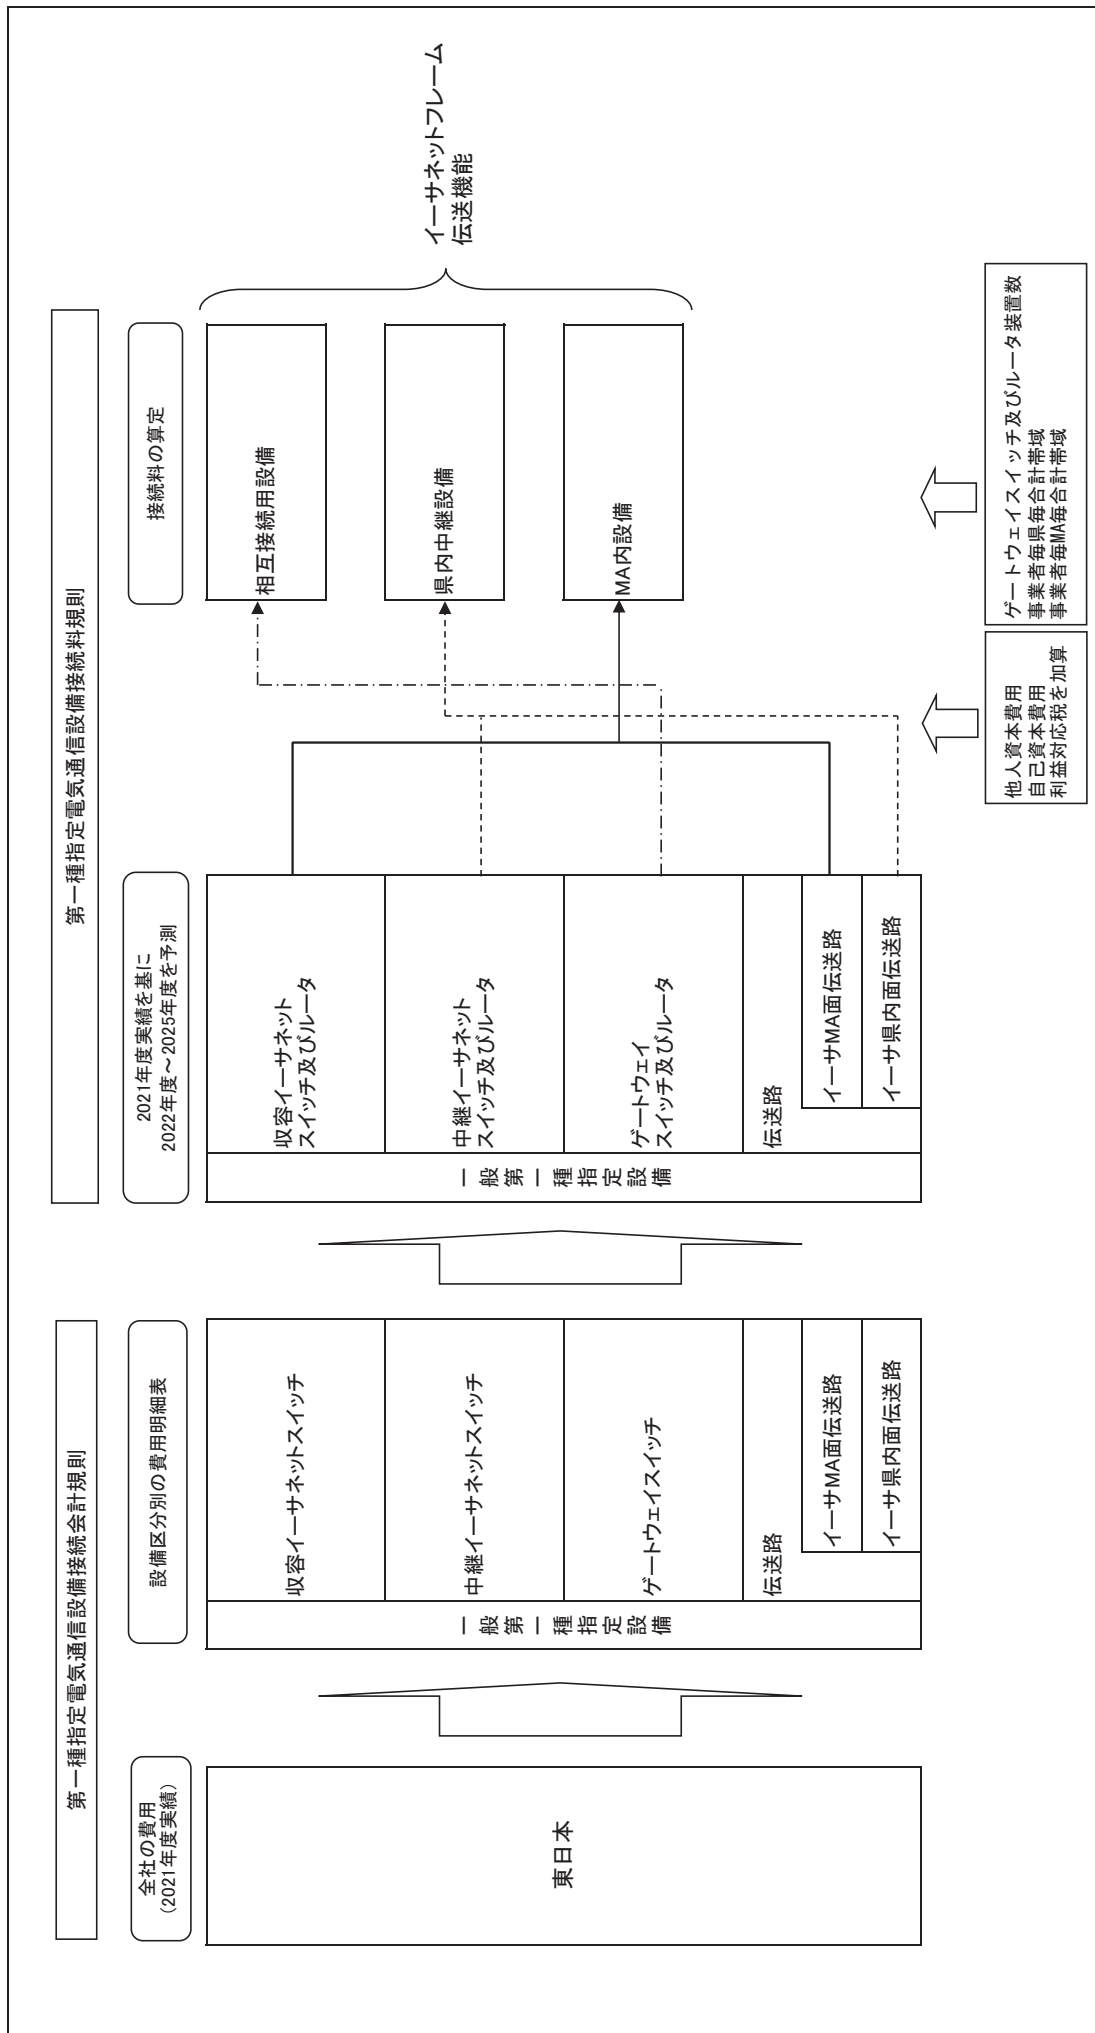 第一種指定電気通信設備接続会計規則
全社の費用
(2021年度実績)
東日本
設備区分別の費用明細表
一般第一種指定設備
収容イーサネットスイッチ
中継イーサネットスイッチ
ゲートウェイスイッチ
伝送路
イーサMA面伝送路
イーサ県内面伝送路
第一種指定電気通信設備接続料規則
2021年度実績を基に
2022年度～2025年度を予測
一般第一種指定設備
収容イーサネット
スイッチ及びルータ
中継イーサネット
スイッチ及びルータ
ゲートウェイ
スイッチ及びルータ
伝送路
イーサMA面伝送路
イーサ県内面伝送路
接続料の算定
相互接続用設備
県内中継設備
MA内設備
イーサネットフレーム
伝送機能
他人資本費用
自己資本費用
利益対応税を加算
ゲートウェイスイッチ及びルータ装置数
事業者毎県毎合計帯域
事業者毎MA毎合計帯域